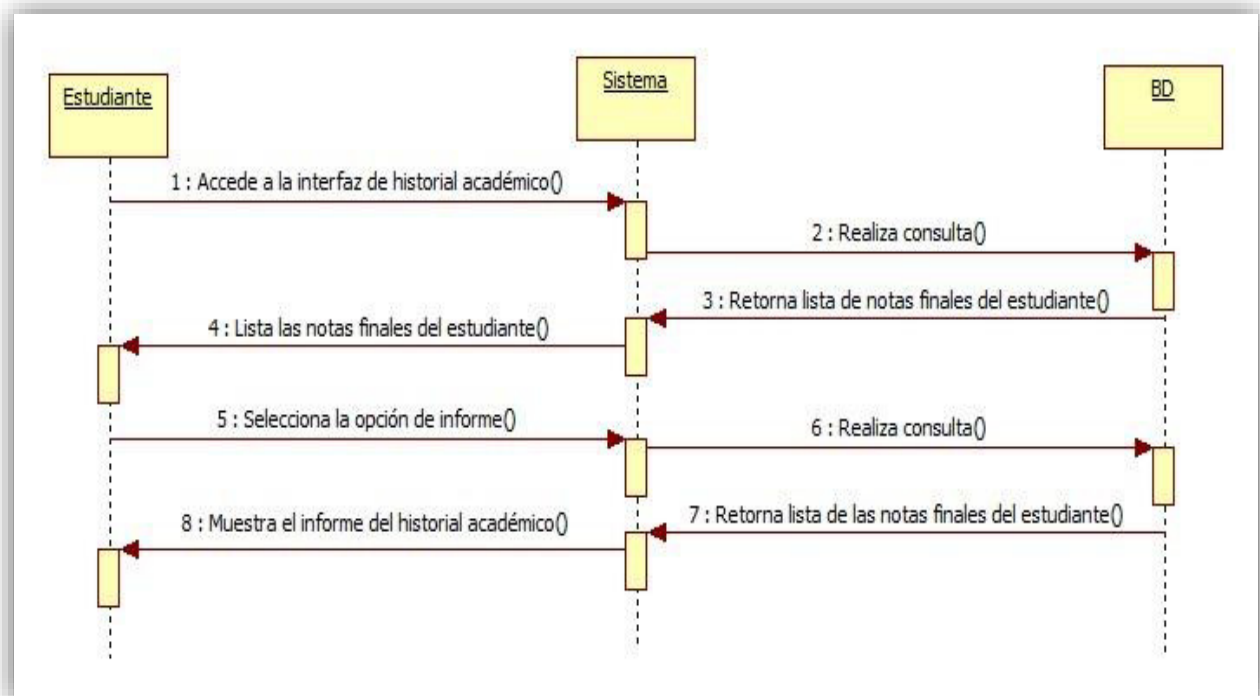 Estudiante
Sistema
BD
1 : Accede a la interfaz de historial académico()
2 : Realiza consulta()
3 : Retorna lista de notas finales del estudiante()
4 : Lista las notas finales del estudiante()
5 : Selecciona la opción de informe()
6 : Realiza consulta()
7 : Retorna lista de las notas finales del estudiante()
8 : Muestra el informe del historial académico()